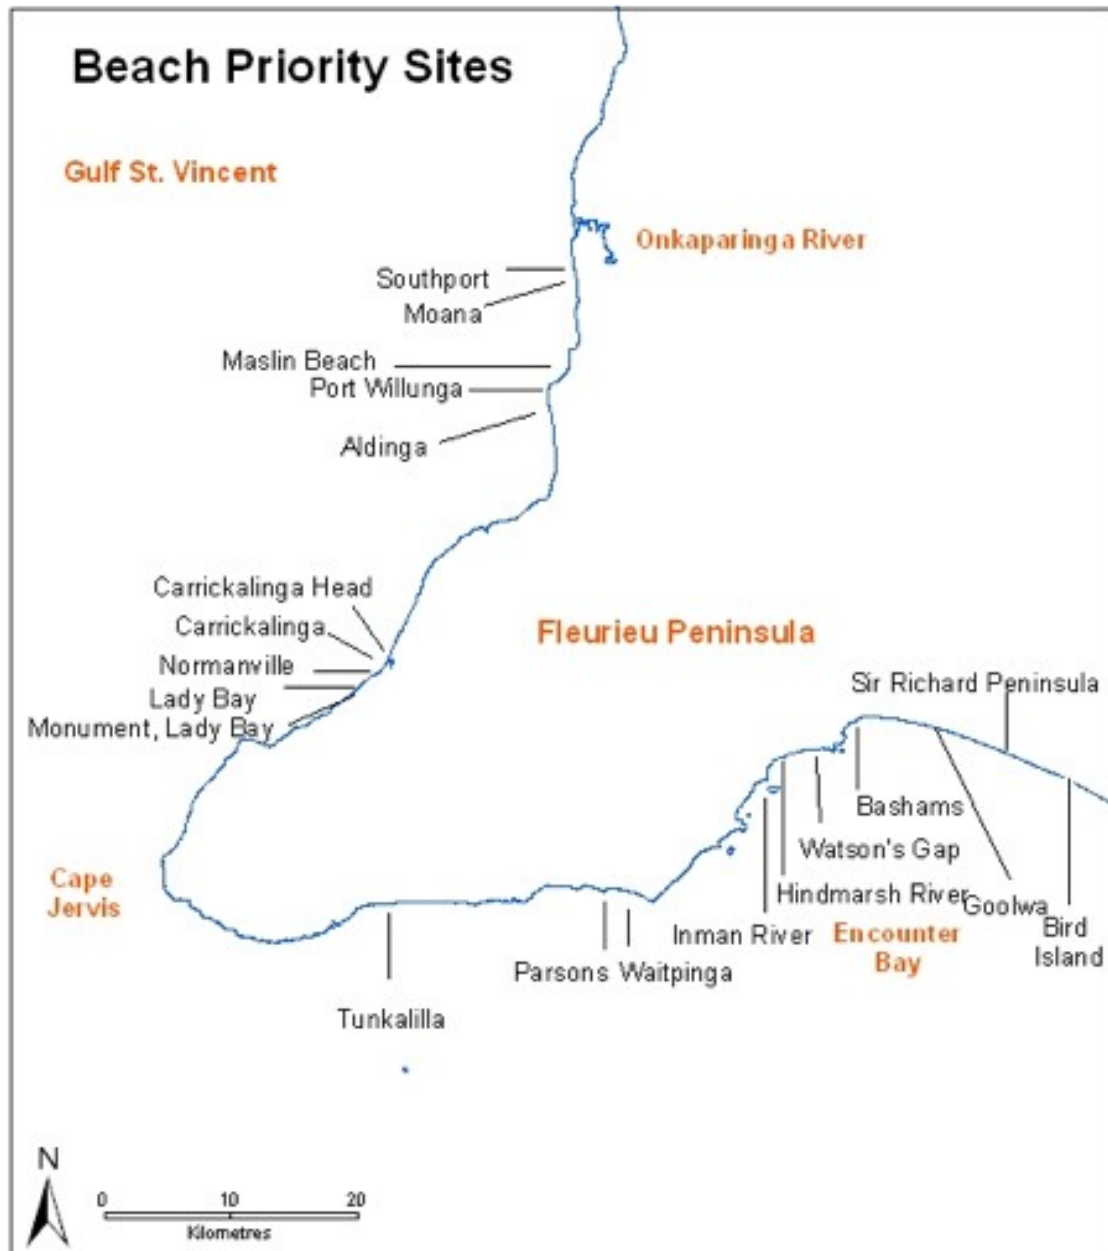 Beach Priority Sites
Gulf St. Vincent
Onkaparinga River
Southport
Moana
Maslin Beach
Port Willunga
Aldinga
Carrickalinga Head
Carrickalinga
Fleurieu Peninsula
Normanville
Lady Bay
Monument, Lady Bay
Sir Richard Peninsula
Bashams
Watson's Gap
Hindmarsh River
Goolwa
Cape
Jervis
Inman River
Encounter
Bay
Bird
Island
Parsons Waitpinga
Tunkalilla
N
0 10 20
Kilometres